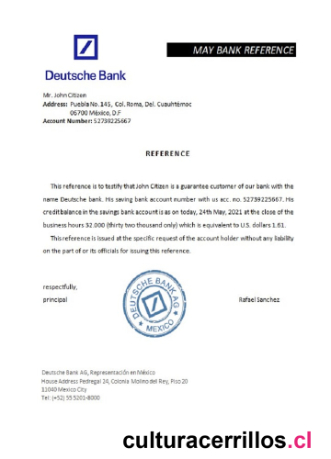 MAY BANK REFERENCE
Deutsche Bank
Mr. John Citizen
Address: Puebla No. 145, Col. Roma, Del. Cuauhtémoc
06700 México, D.F
Account Number: 52739225667
REFERENCE
This reference is to testify that John Citizen is a guarantee customer of our bank with the
name Deutsche bank. His saving bank account number with us acc. no. 52739225667. His
credit balance in the savings bank account is as on today, 24th May, 2021 at the close of the
business hours $2,000 (thirty two thousand only) which is equivalent to U.S. dollars 1.61.
This reference is issued at the specific request of the account holder without any liability
on the part of or its officials for issuing this reference.
respectfully,
principal
Rafael Sanchez
DEUTSCHE BANK AG
MEXICO
Deutsche Bank AG, Representación en México
House Address Pedregal 24, Colonia Molino del Rey, Piso 20
11040 Mexico City
Tel: (+52) 55 5201-8000
culturacerrillos.cl